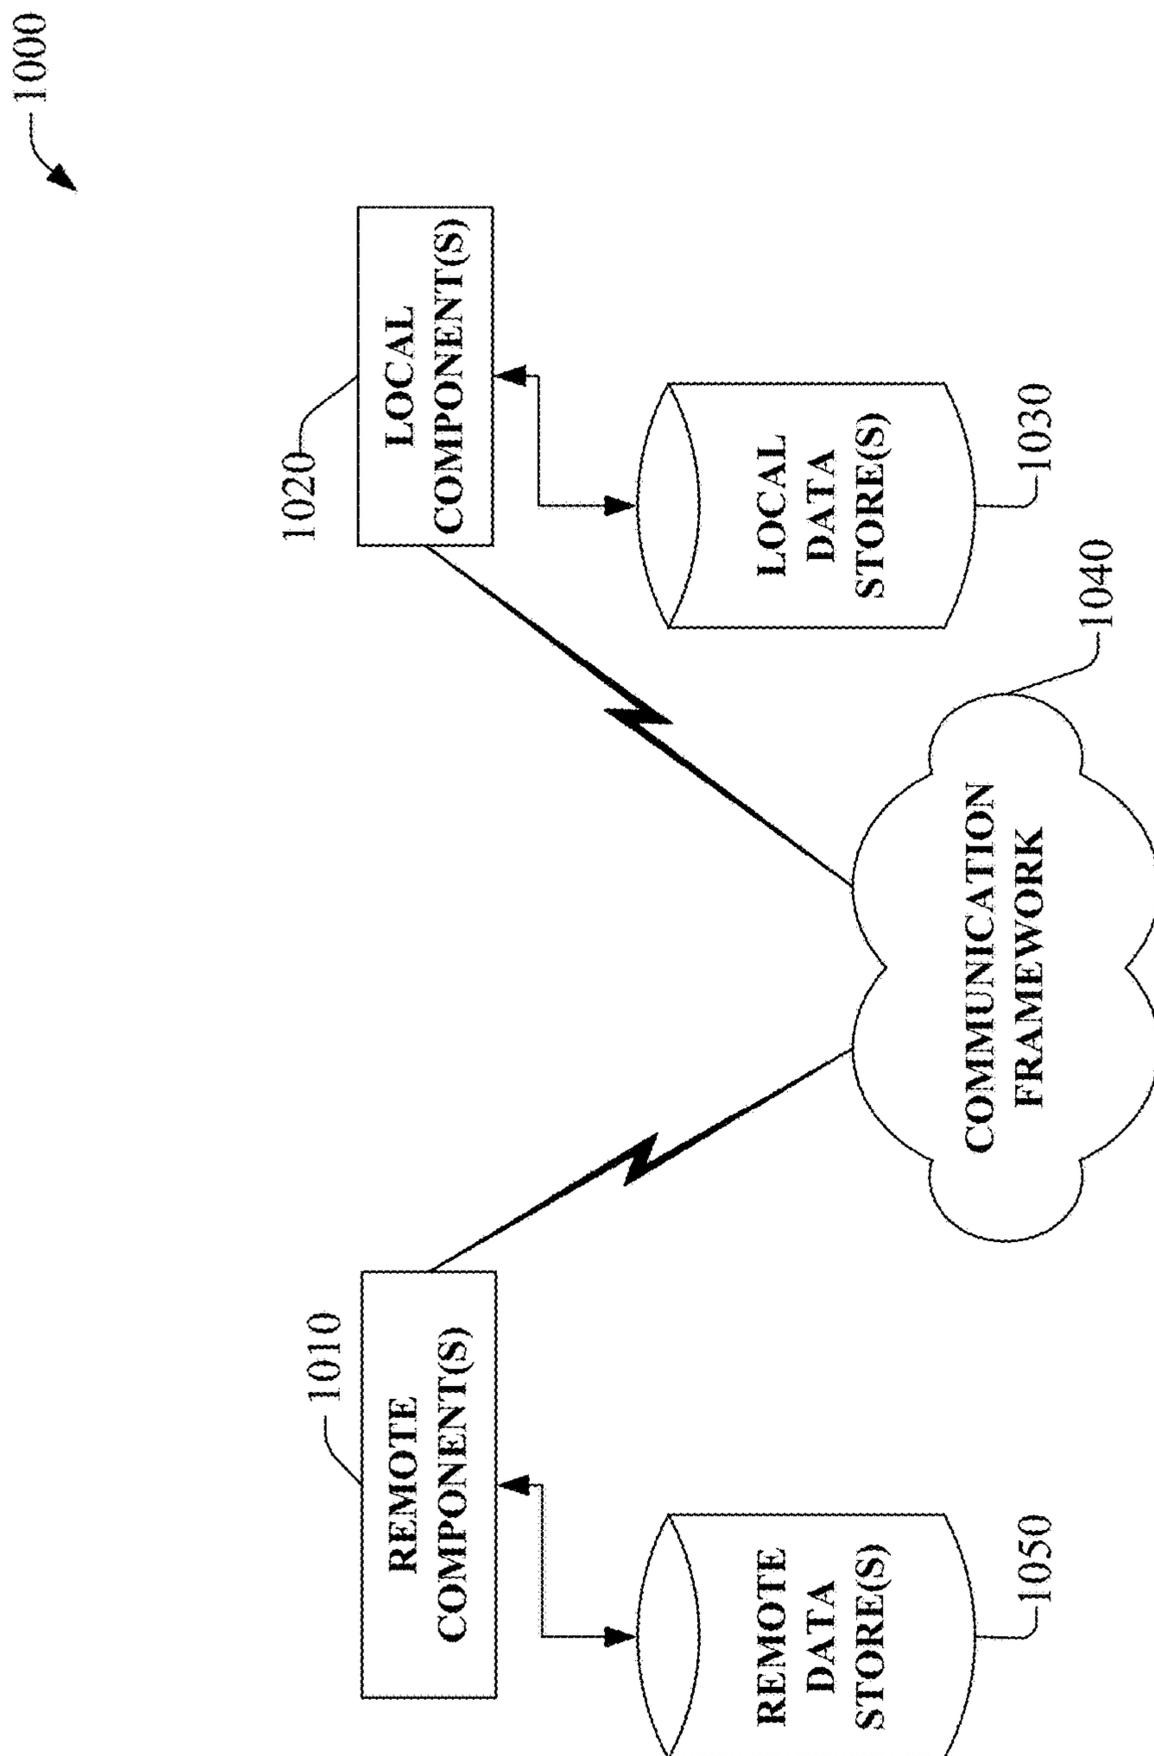 1000
1010
REMOTE
COMPONENT(S)
1020
LOCAL
COMPONENT(S)
REMOTE
DATA
STORE(S)
1050
COMMUNICATION
FRAMEWORK
1040
LOCAL
DATA
STORE(S)
1030